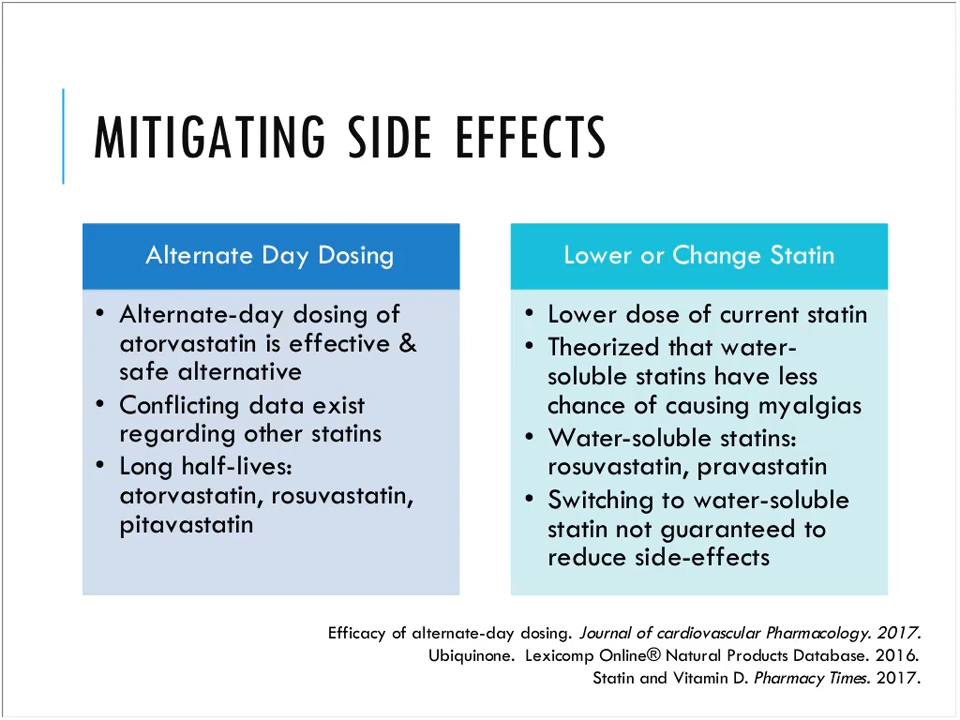 MITIGATING SIDE EFFECTS
Alternate Day Dosing
• Alternate-day dosing of
atorvastatin is effective &
safe alternative
• Conflicting data exist
regarding other statins
• Long half-lives:
atorvastatin, rosuvastatin,
pitavastatin
Lower or Change Statin
• Lower dose of current statin
• Theorized that water-
soluble statins have less
chance of causing myalgias
• Water-soluble statins:
rosuvastatin, pravastatin
• Switching to water-soluble
statin not guaranteed to
reduce side-effects
Efficacy of alternate-day dosing. Journal of cardiovascular Pharmacology. 2017.
Ubiquinone. Lexicomp Online® Natural Products Database. 2016.
Statin and Vitamin D. Pharmacy Times. 2017.